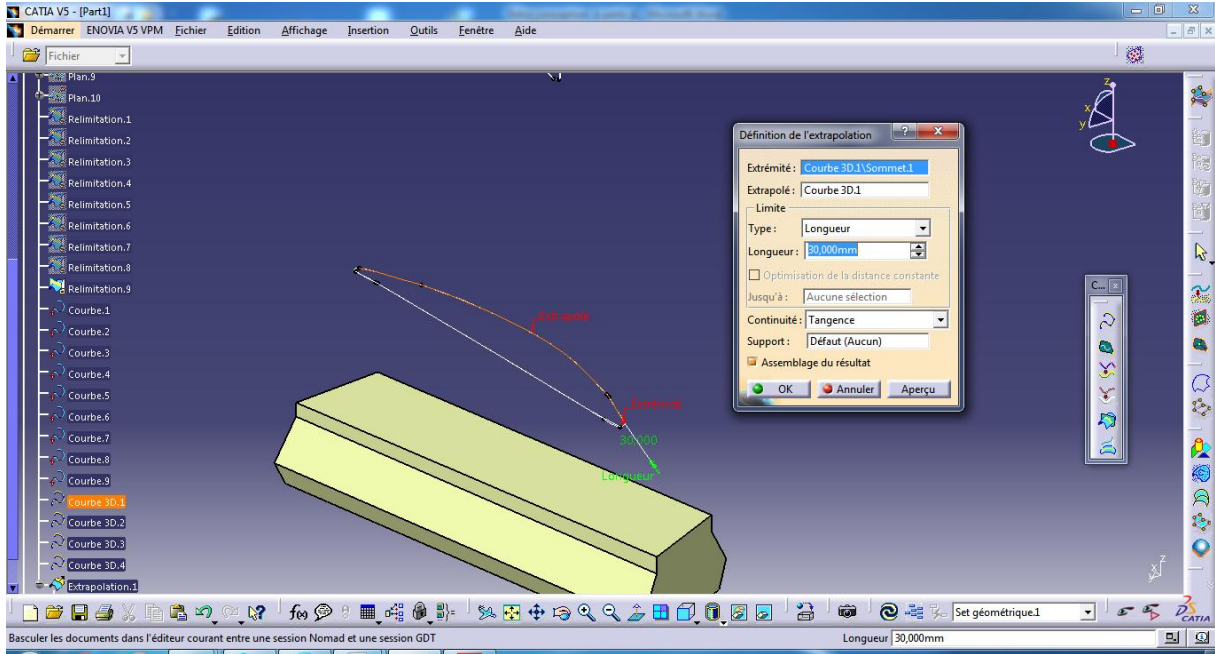 CATIA V5 - [Part1]
Démarrer ENOVIA V5 VPM Fichier Edition Affichage Insertion Outils Fenêtre Aide
Fichier
Plan.9
Plan.10
Relimitation.1
Relimitation.2
Relimitation.3
Relimitation.4
Relimitation.5
Relimitation.6
Relimitation.7
Relimitation.8
Relimitation.9
Courbe.1
Courbe.2
Courbe.3
Courbe.4
Courbe.5
Courbe.6
Courbe.7
Courbe.8
Courbe.9
Courbe 3D.1
Courbe 3D.2
Courbe 3D.3
Courbe 3D.4
Extrapolation.1
Extrapolé
Extrémité
30,000
Longueur
Définition de l'extrapolation
Extrémité : Courbe 3D.1\Sommet.1
Extrapolé : Courbe 3D.1
Limite
Type : Longueur
Longueur : 30,000mm
Optimisation de la distance constante
Jusqu'à : Aucune sélection
Continuité : Tangence
Support : Défaut (Aucun)
Assemblage du résultat
OK Annuler Aperçu
z
x
y
C...
z
x
f(x)
Set géométrique.1
CATIA
Basculer les documents dans l'éditeur courant entre une session Nomad et une session GDT
Longueur 30,000mm